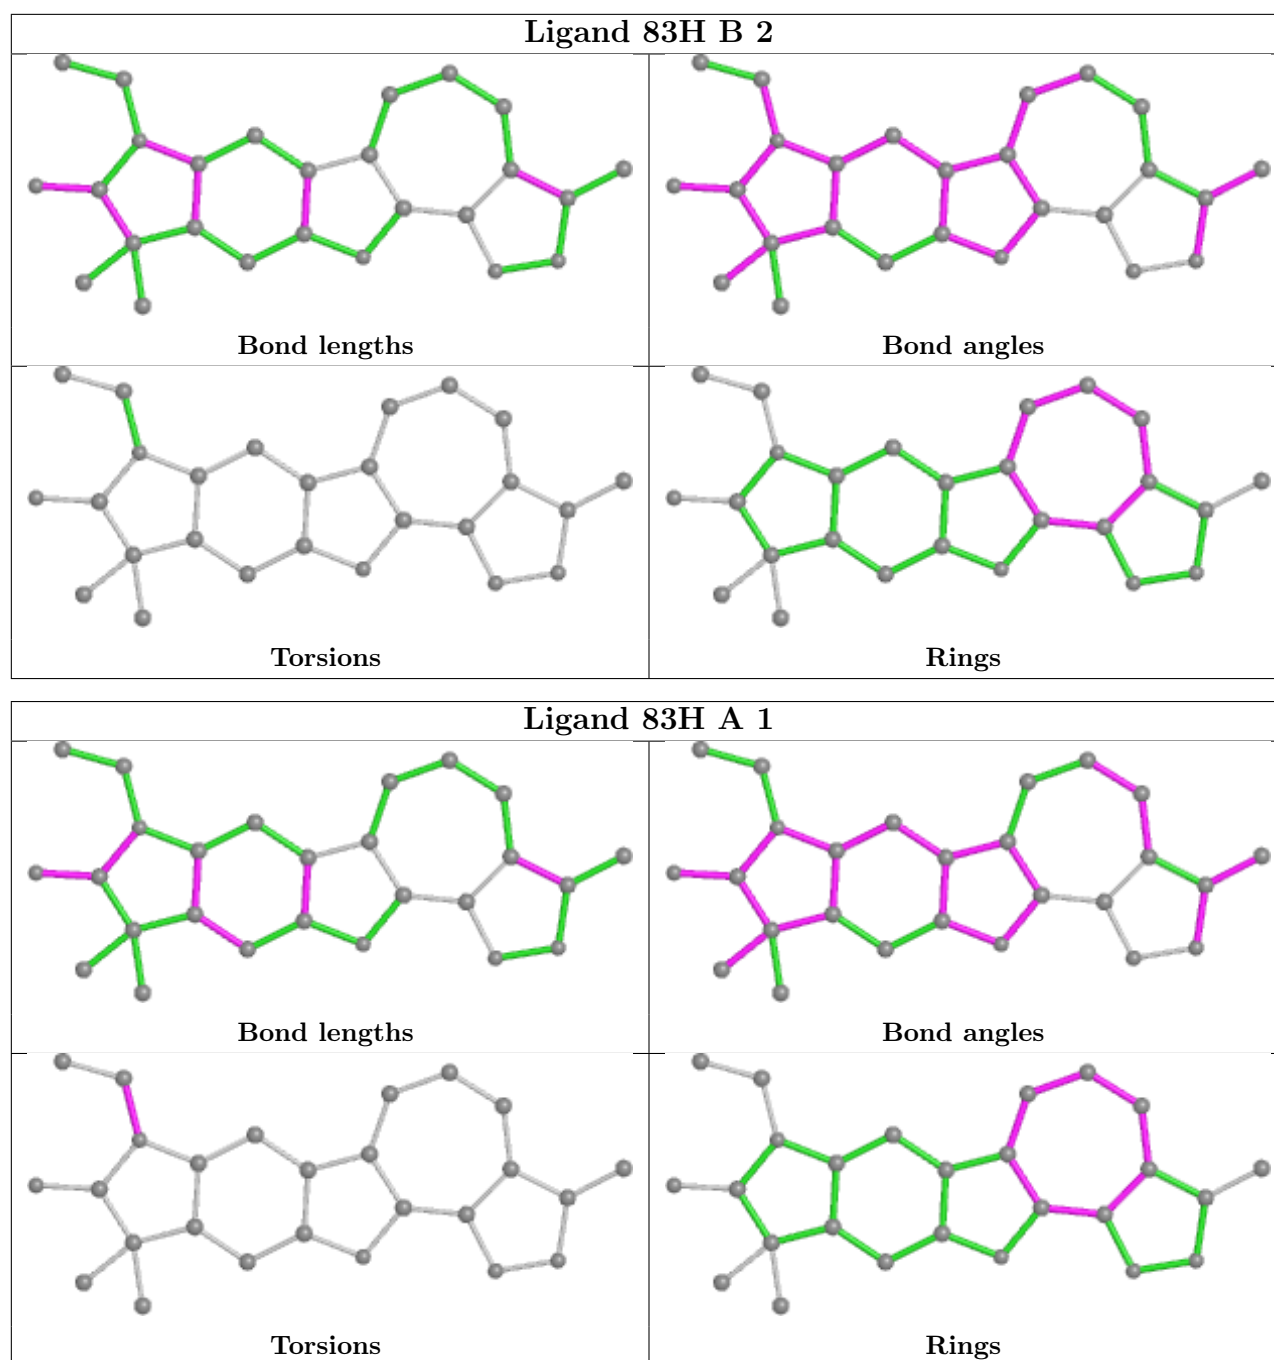 Ligand 83H B 2
Bond lengths
Bond angles
Torsions
Rings
Ligand 83H A 1
Bond lengths
Bond angles
Torsions
Rings